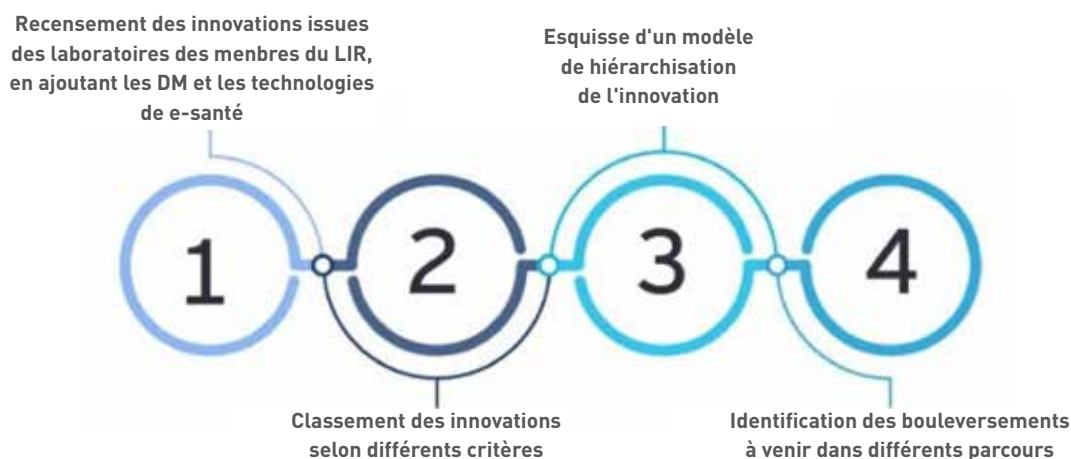 Recensement des innovations issues
des laboratoires des menbres du LIR,
en ajoutant les DM et les technologies
de e-santé
Esquisse d'un modèle
de hiérarchisation
de l'innovation
1
2
3
4
Classement des innovations
selon différents critères
Identification des bouleversements
à venir dans différents parcours